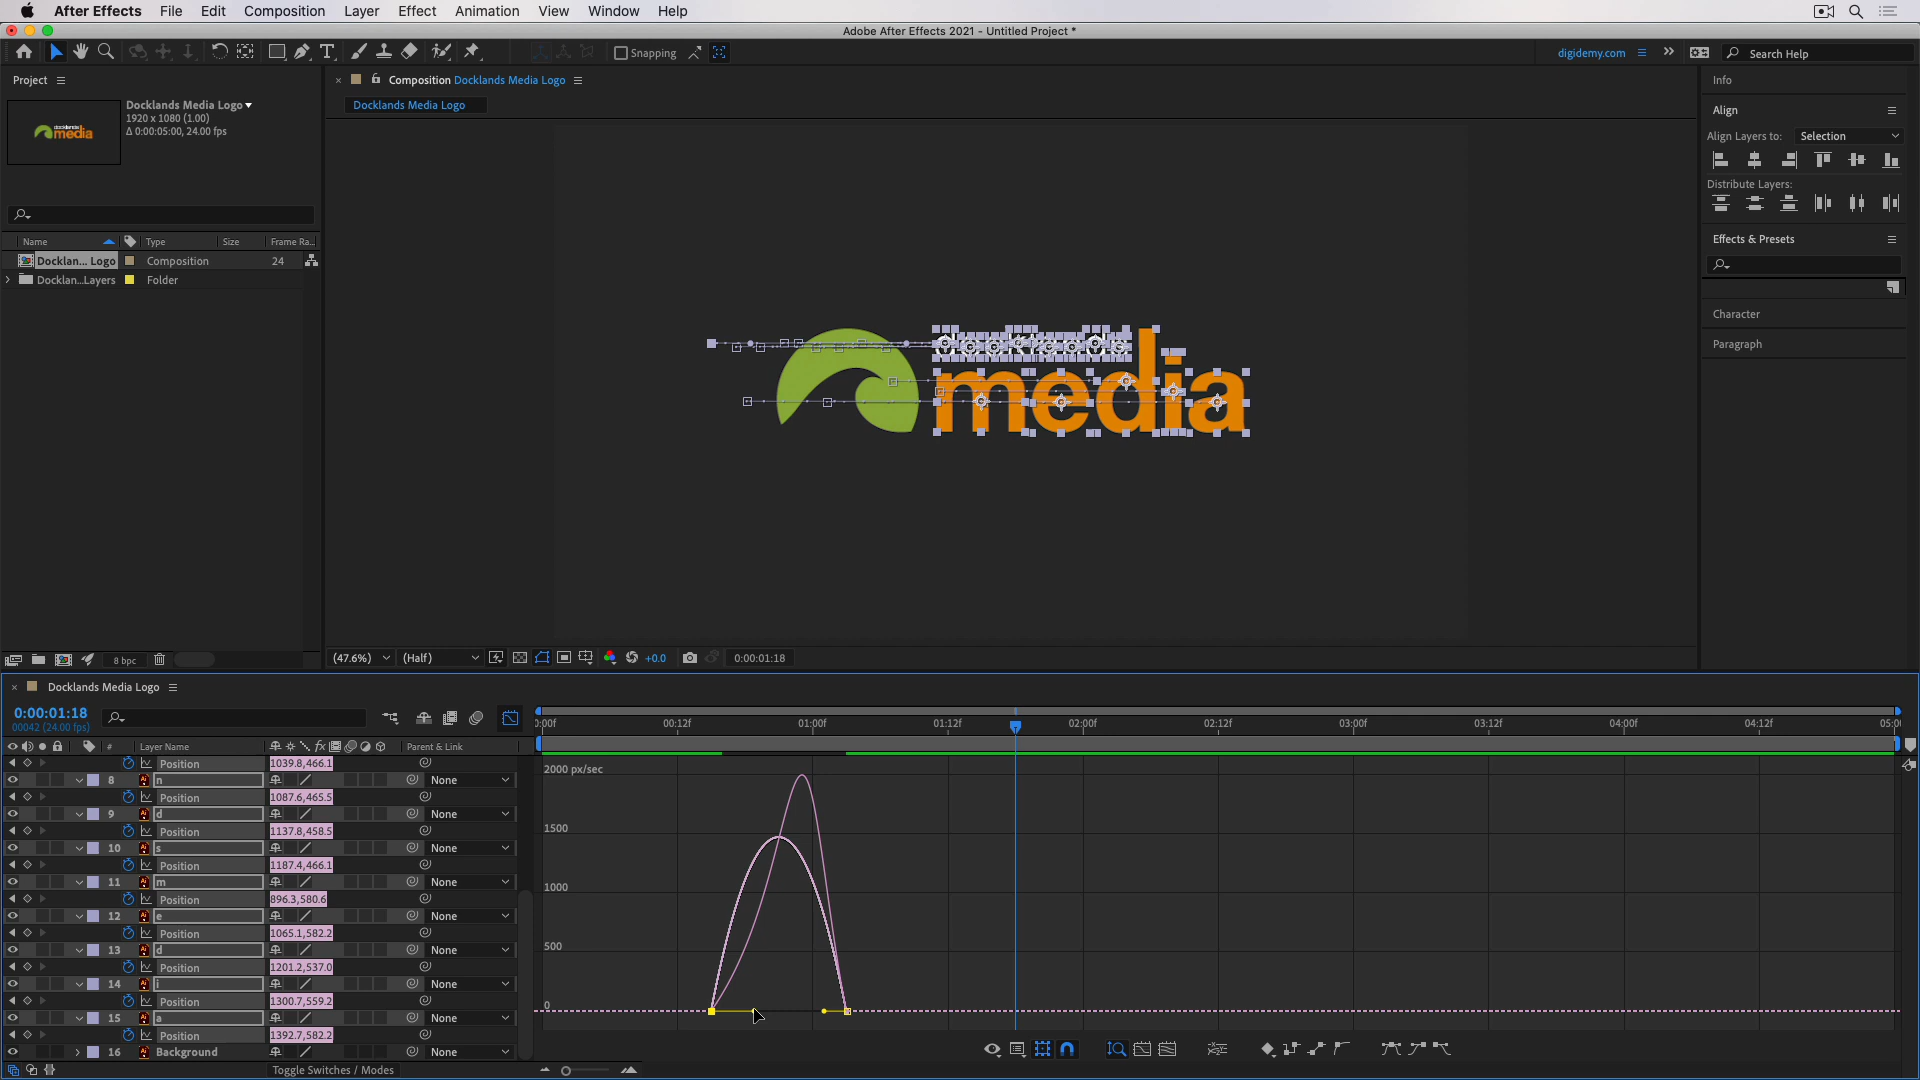 After Effects File Edit Composition Layer Effect Animation View Window Help
Adobe After Effects 2021 - Untitled Project *
Snapping
digidemy.com
Search Help
Project
Docklands Media Logo
1920 x 1080 (1.00)
Δ 0:00:05:00, 24.00 fps
Name Type Size Frame Ra...
Docklan... Logo Composition 24
Docklan...Layers Folder
8 bpc
Composition Docklands Media Logo
Docklands Media Logo
media
(47.6%) (Half) +0.0 0:00:01:18
Info
Align
Align Layers to: Selection
Distribute Layers:
Effects & Presets
Character
Paragraph
Docklands Media Logo
0:00:01:18
00042 (24.00 fps)
# Layer Name Parent & Link
Position 1039.8,466.1
8 n None
Position 1087.6,465.5
9 d None
Position 1137.8,458.5
10 s None
Position 1187.4,466.1
11 m None
Position 896.3,580.6
12 e None
Position 1065.1,582.2
13 d None
Position 1201.2,537.0
14 i None
Position 1300.7,559.2
15 a None
Position 1392.7,582.2
16 Background None
Toggle Switches / Modes
0:00f 00:12f 01:00f 01:12f 02:00f 02:12f 03:00f 03:12f 04:00f 04:12f 05:0
2000 px/sec
1500
1000
500
0